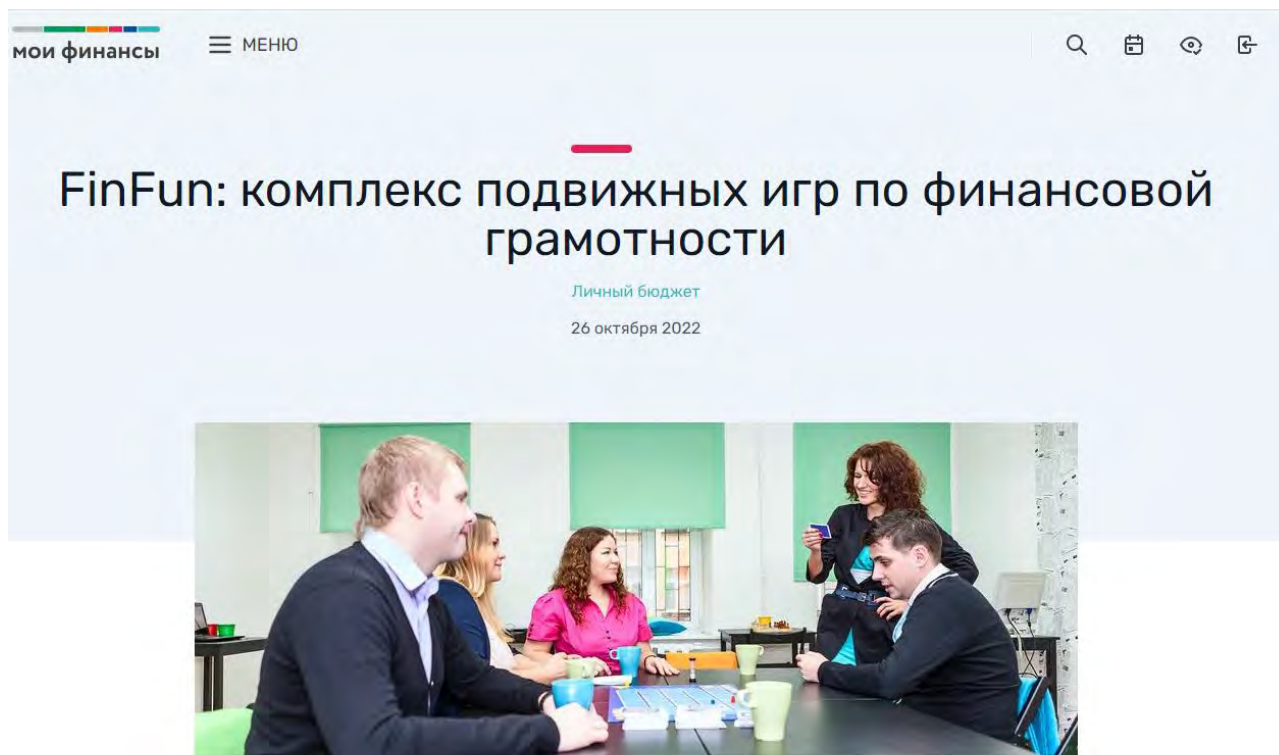 мои финансы
МЕНЮ
FinFun: комплекс подвижных игр по финансовой
грамотности
Личный бюджет
26 октября 2022